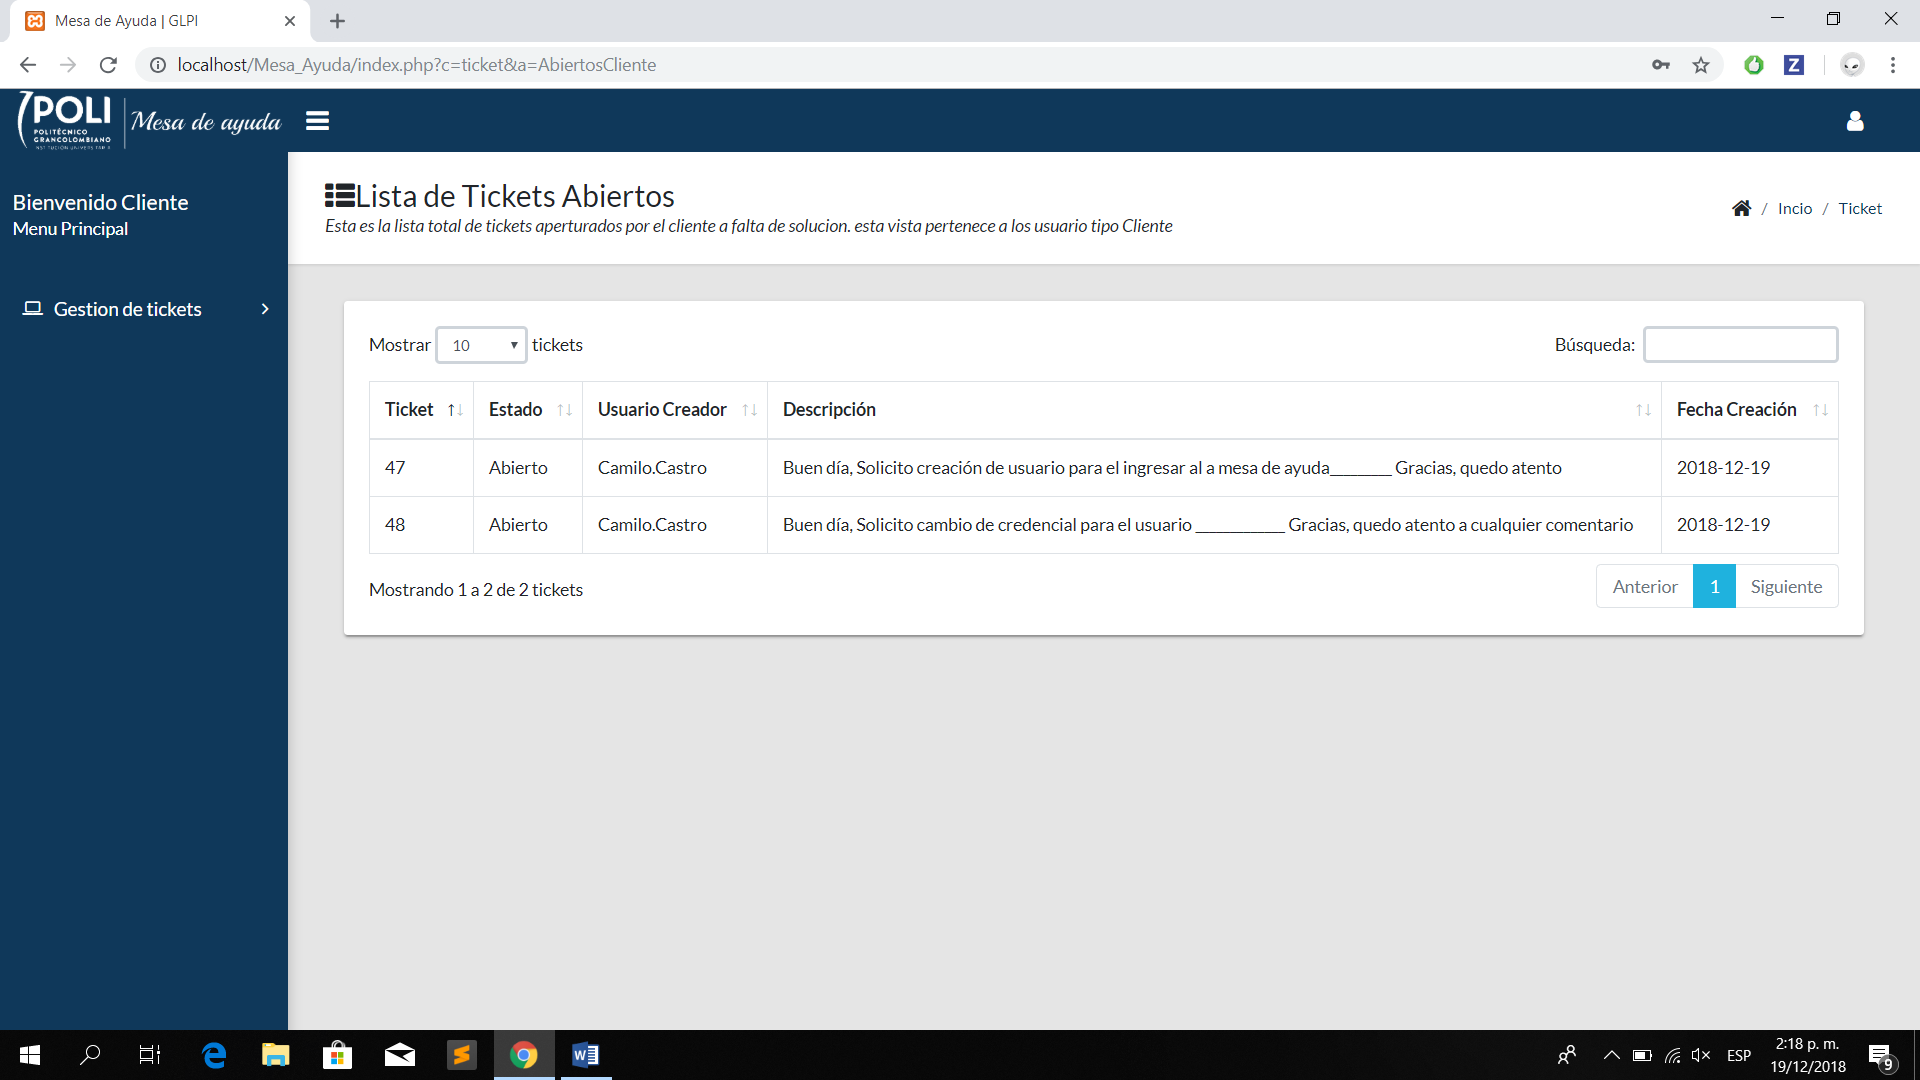 Mesa de Ayuda | GLPI
localhost/Mesa_Ayuda/index.php?c=ticket&a=AbiertosCliente
Z
POLI
POLITÉCNICO
GRANCOLOMBIANO
Mesa de ayuda
Bienvenido Cliente
Menu Principal
Gestion de tickets
Lista de Tickets Abiertos
Esta es la lista total de tickets aperturados por el cliente a falta de solucion. esta vista pertenece a los usuario tipo Cliente
/ Incio / Ticket
Mostrar 10 tickets
Búsqueda:
Ticket Estado Usuario Creador Descripción Fecha Creación
47 Abierto Camilo.Castro Buen día, Solicito creación de usuario para el ingresar al a mesa de ayuda_______ Gracias, quedo atento 2018-12-19
48 Abierto Camilo.Castro Buen día, Solicito cambio de credencial para el usuario __________ Gracias, quedo atento a cualquier comentario 2018-12-19
Mostrando 1 a 2 de 2 tickets
Anterior 1 Siguiente
ESP
2:18 p. m.
19/12/2018
9